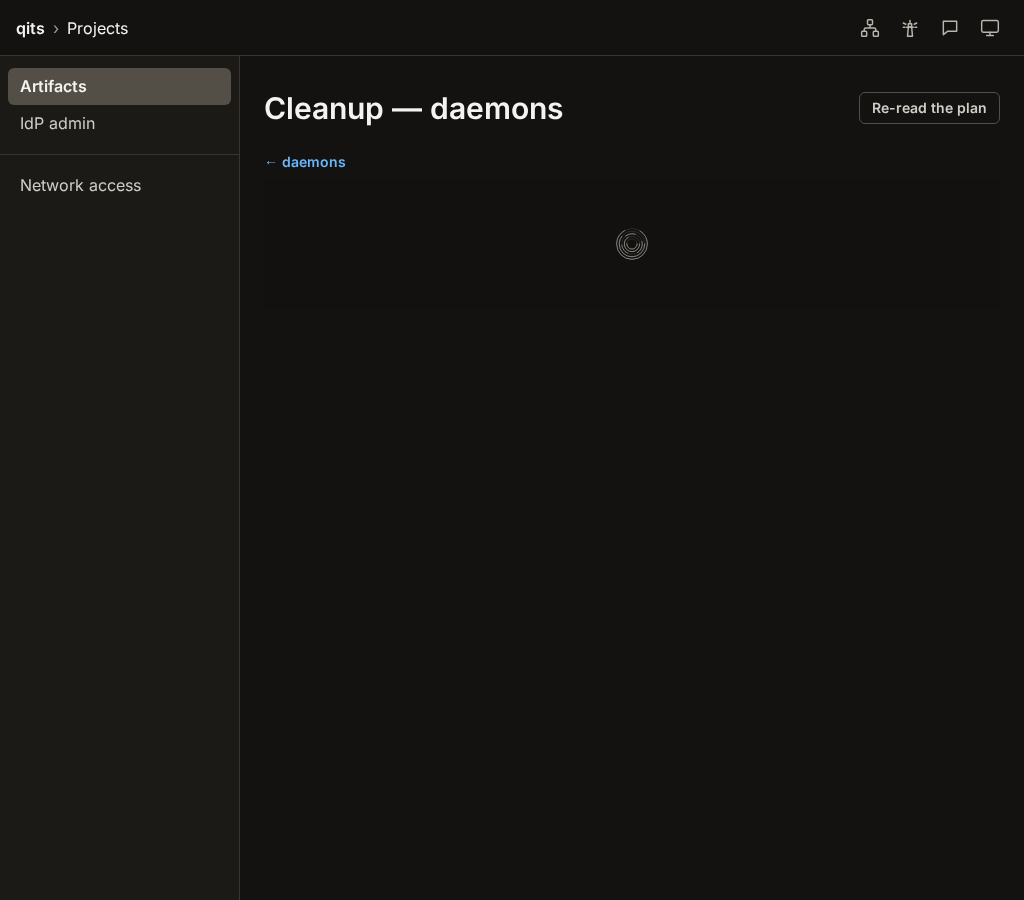 qits › Projects
Artifacts
IdP admin
Network access
Cleanup — daemons
Re-read the plan
← daemons